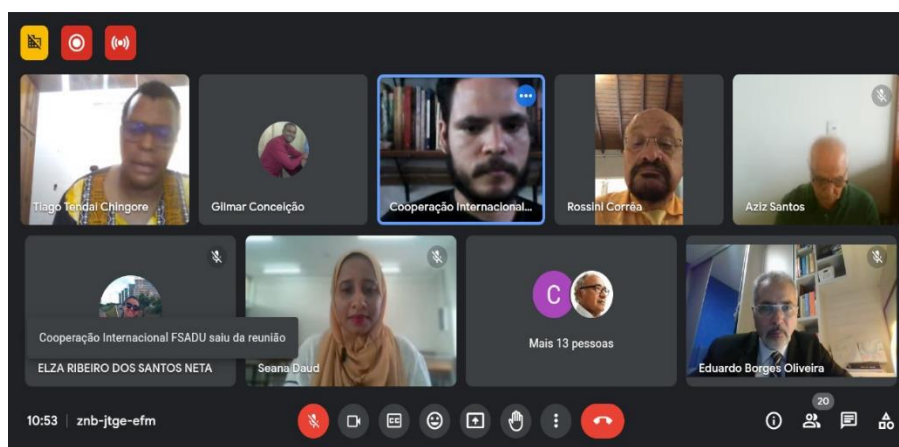 Tiago Tendai Chingore
Gilmar Conceição
Cooperação Internacional...
Rossini Corrêa
Aziz Santos
Cooperação Internacional FSADU saiu da reunião
ELZA RIBEIRO DOS SANTOS NETA
Seana Daud
C
Mais 13 pessoas
Eduardo Borges Oliveira
10:53 | znb-jtge-efm
CC
20